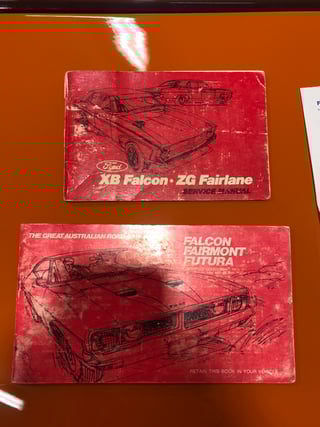 Ford
XB Falcon • ZG Fairlane
SERVICE MANUAL
THE GREAT AUSTRALIAN ROAD
FALCON
FAIRMONT
FUTURA
RETAIN THIS BOOK IN YOUR VEHICLE